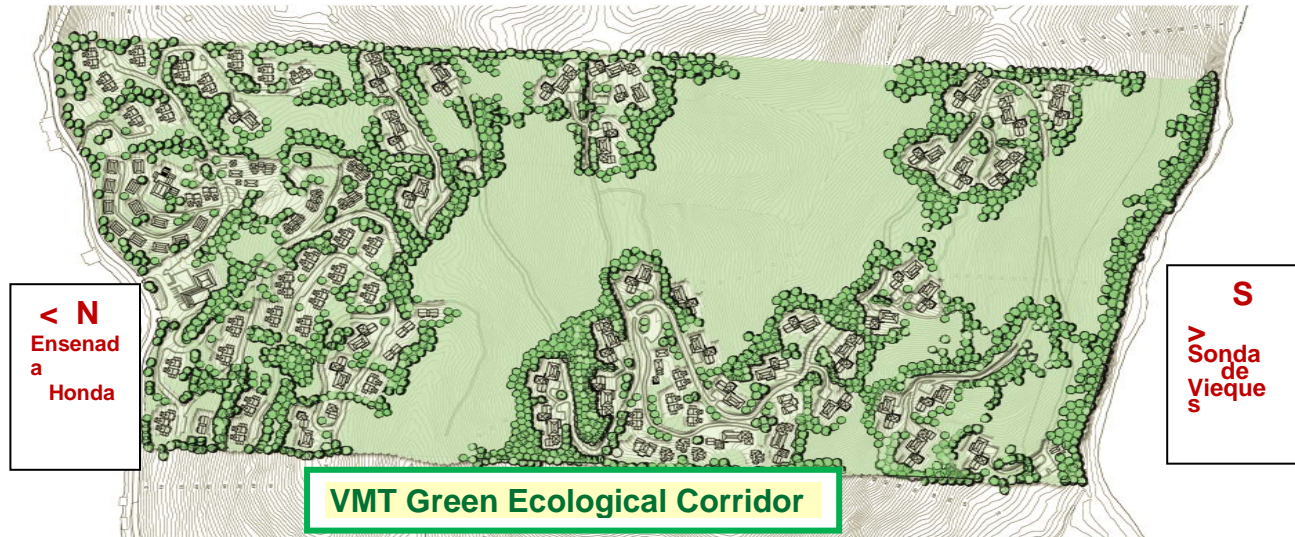 < N
Ensenad
a
Honda
S
>
Sonda
de
Vieque
s
VMT Green Ecological Corridor